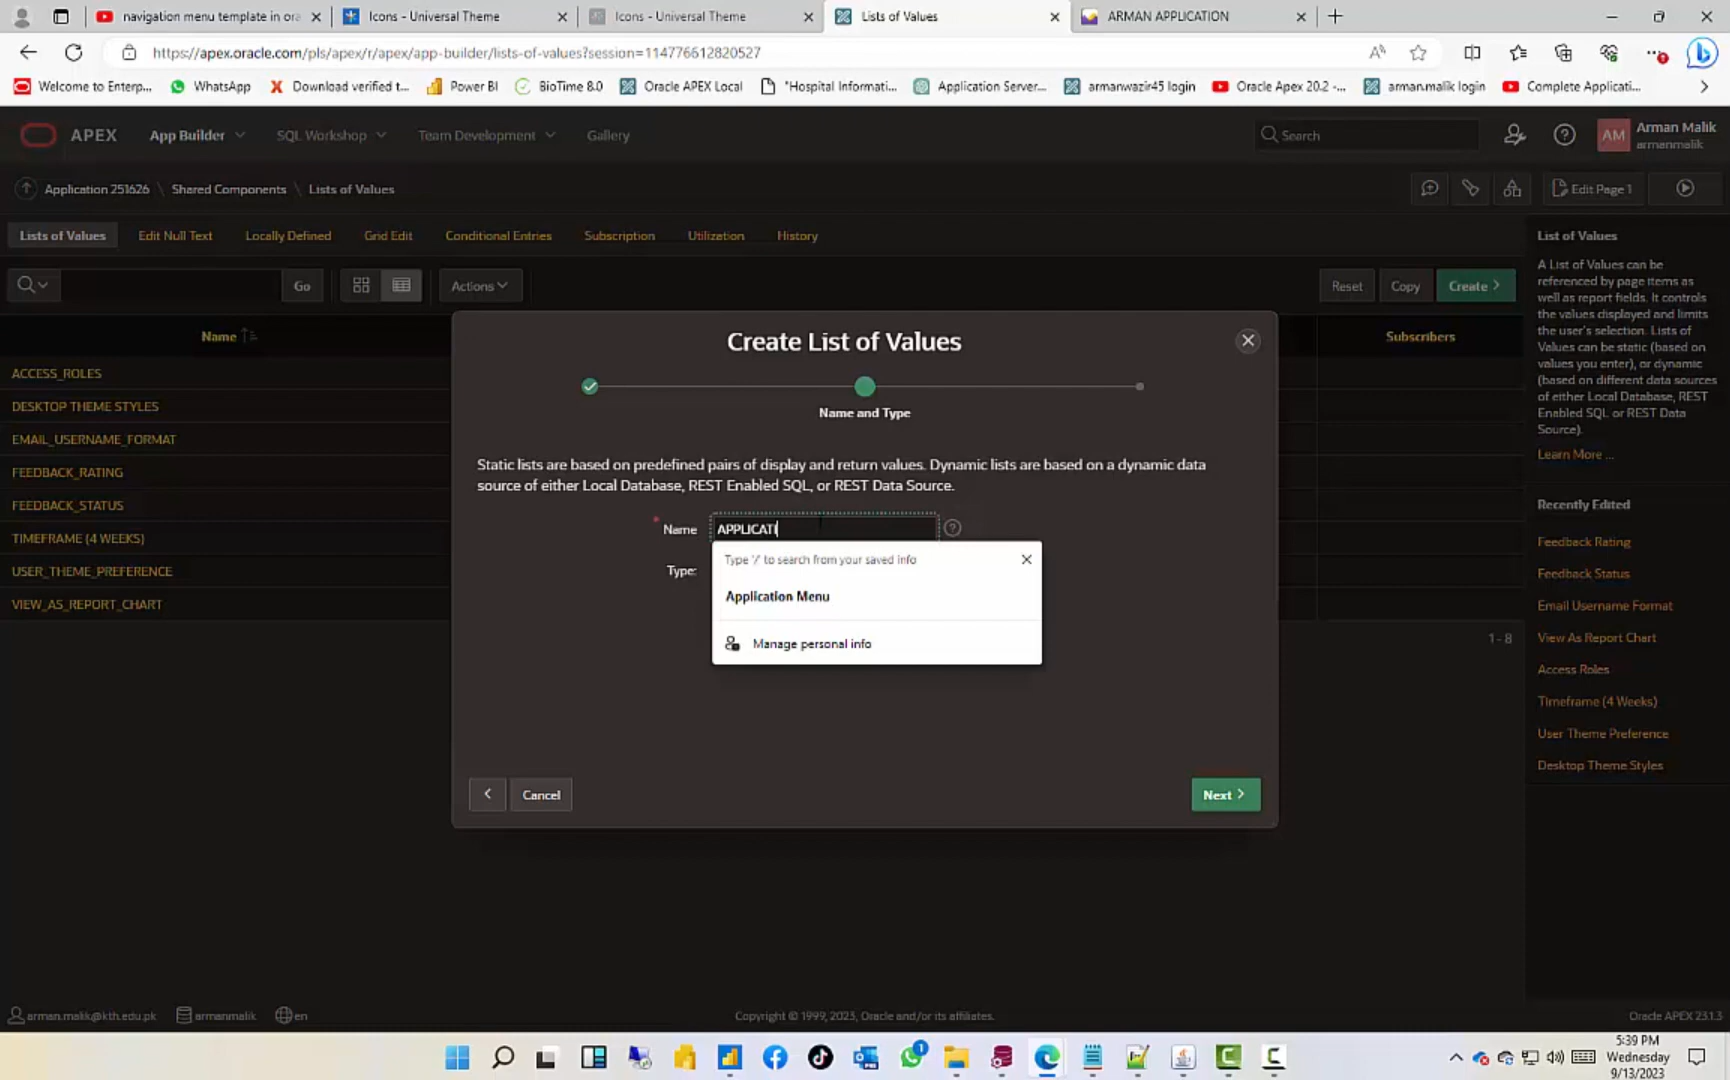 navigation menu template in ora
Icons - Universal Theme
Icons - Universal Theme
Lists of Values
ARMAN APPLICATION
https://apex.oracle.com/pls/apex/r/apex/app-builder/lists-of-values?session=114776612820527
Welcome to Enterp...
WhatsApp
Download verified t...
Power BI
BioTime 8.0
Oracle APEX Local
"Hospital Informati...
Application Server...
armanwazir45 login
Oracle Apex 20.2 -...
arman.malik login
Complete Applicati...
APEX
App Builder
SQL Workshop
Team Development
Gallery
Search
AM
Arman Malik
armanmalik
Application 251626 \ Shared Components \ Lists of Values
Edit Page 1
Lists of Values
Edit Null Text
Locally Defined
Grid Edit
Conditional Entries
Subscription
Utilization
History
Go
Actions
Reset
Copy
Create
Name
Subscribers
ACCESS_ROLES
DESKTOP THEME STYLES
EMAIL_USERNAME_FORMAT
FEEDBACK_RATING
FEEDBACK_STATUS
TIMEFRAME (4 WEEKS)
USER_THEME_PREFERENCE
VIEW_AS_REPORT_CHART
1 - 8
Create List of Values
Name and Type
Static lists are based on predefined pairs of display and return values. Dynamic lists are based on a dynamic data
source of either Local Database, REST Enabled SQL, or REST Data Source.
* Name
APPLICATI
Type:
Type '/' to search from your saved info
Application Menu
Manage personal info
Cancel
Next
List of Values
A List of Values can be
referenced by page items as
well as report fields. It controls
the values displayed and limits
the user's selection. Lists of
Values can be static (based on
values you enter), or dynamic
(based on different data sources
of either Local Database, REST
Enabled SQL or REST Data
Source).
Learn More ...
Recently Edited
Feedback Rating
Feedback Status
Email Username Format
View As Report Chart
Access Roles
Timeframe (4 Weeks)
User Theme Preference
Desktop Theme Styles
arman.malik@kth.edu.pk
armanmalik
en
Copyright © 1999, 2023, Oracle and/or its affiliates.
Oracle APEX 23.1.3
1
5:39 PM
Wednesday
9/13/2023